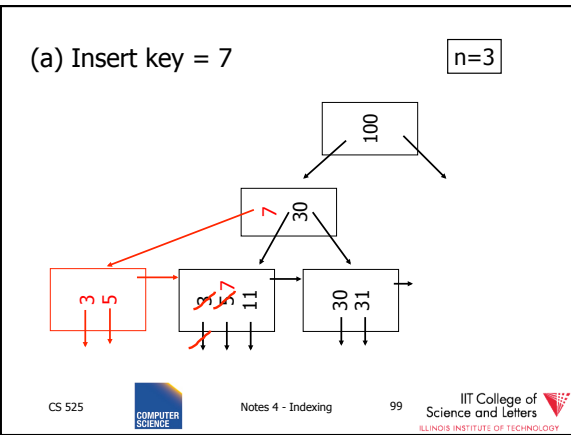 (a) Insert key = 7
n=3
100
7 30
3 5
3 5 7 11
30 31
CS 525
COMPUTER SCIENCE
Notes 4 - Indexing
99
IIT College of
Science and Letters
ILLINOIS INSTITUTE OF TECHNOLOGY